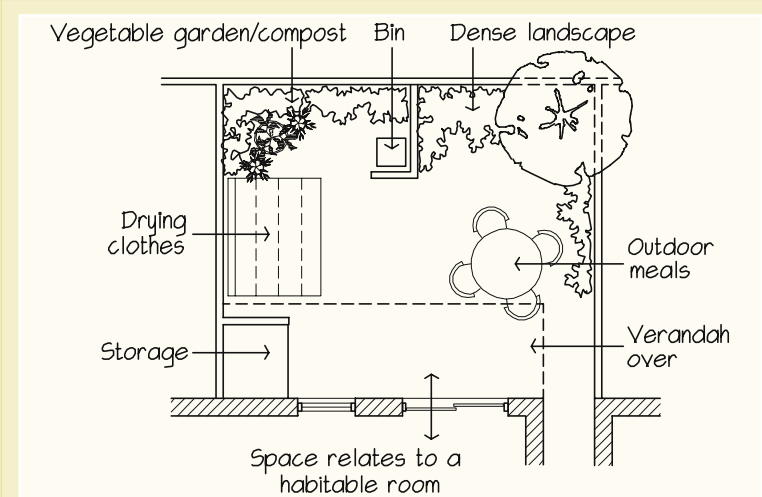 Vegetable garden/compost Bin Dense landscape
Drying
clothes
Outdoor
meals
Storage
Verandah
over
Space relates to a
habitable room